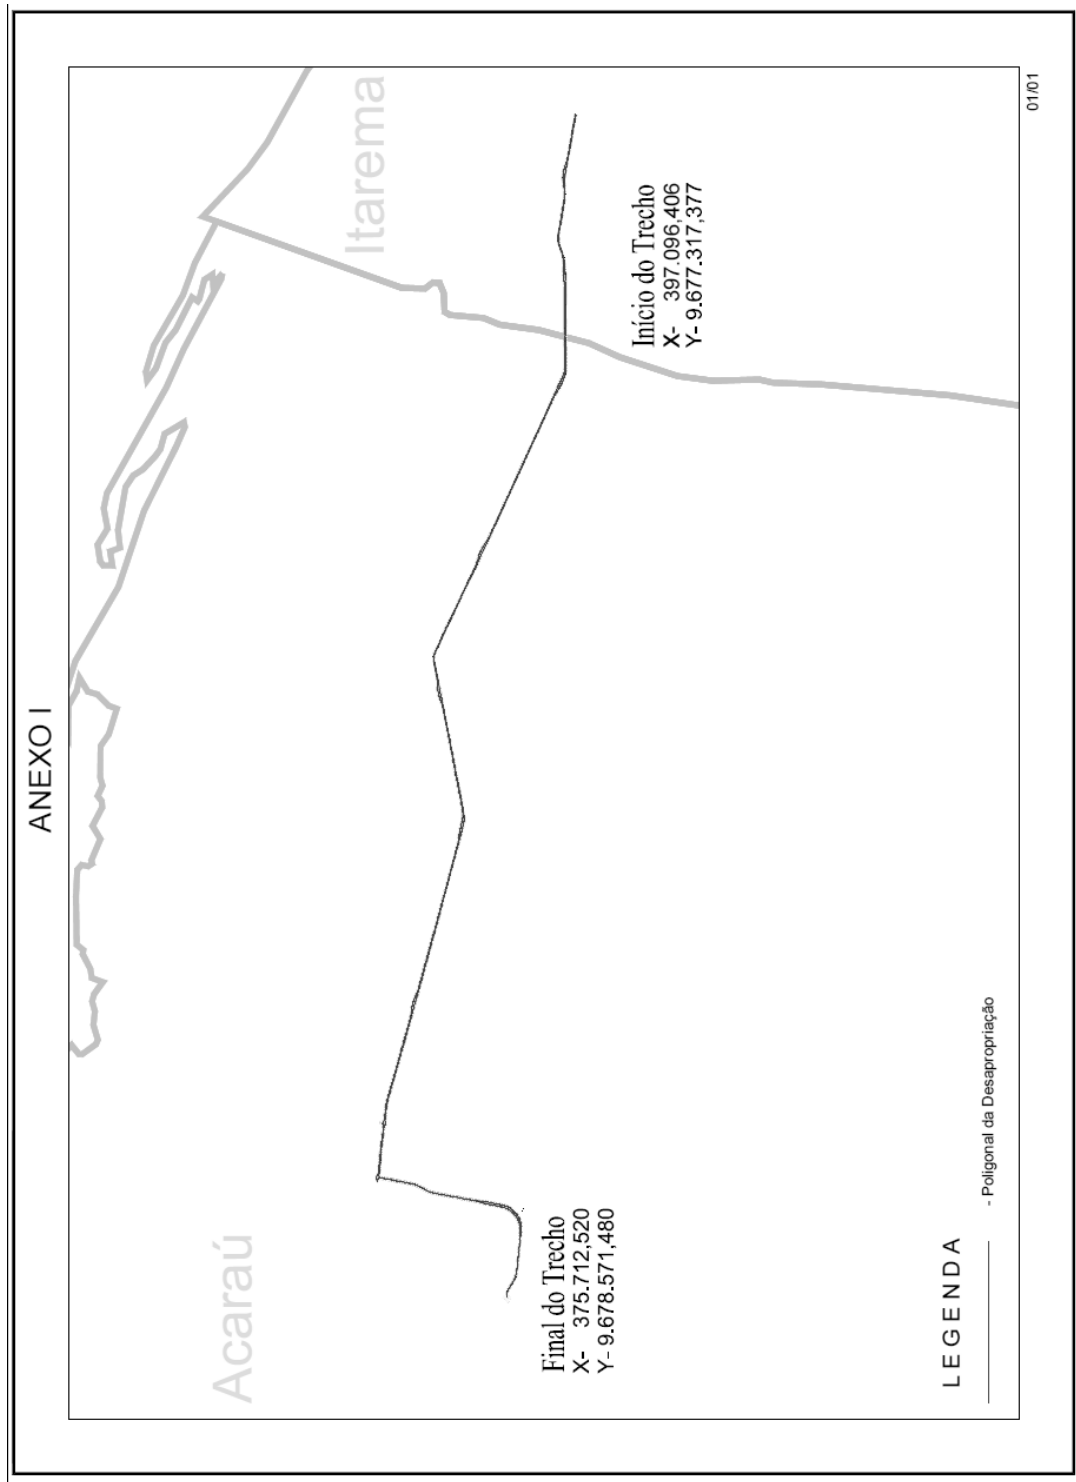 ANEXO I
Itarema
Acaraú
Início do Trecho
X- 397.096,406
Y- 9.677.317,377
Final do Trecho
X- 375.712,520
Y- 9.678.571,480
LEGENDA
- Poligonal da Desapropriação
01/01